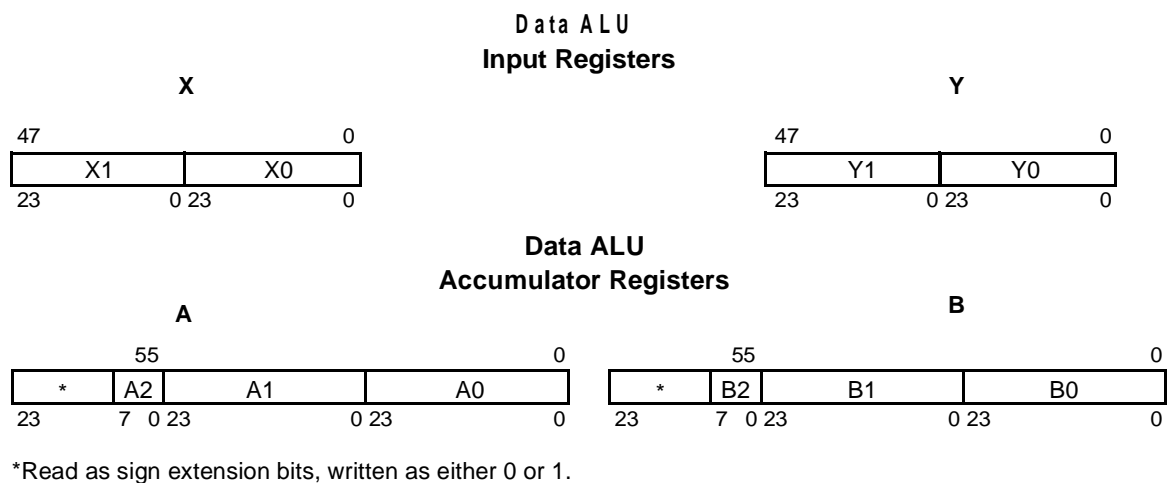 Data ALU
Input Registers
X Y
47 0 47 0
X1 X0 Y1 Y0
23 0 23 0 23 0 23 0
Data ALU
Accumulator Registers
A B
55 0 55 0
* A2 A1 A0 * B2 B1 B0
23 7 0 23 0 23 0 23 7 0 23 0 23 0
*Read as sign extension bits, written as either 0 or 1.